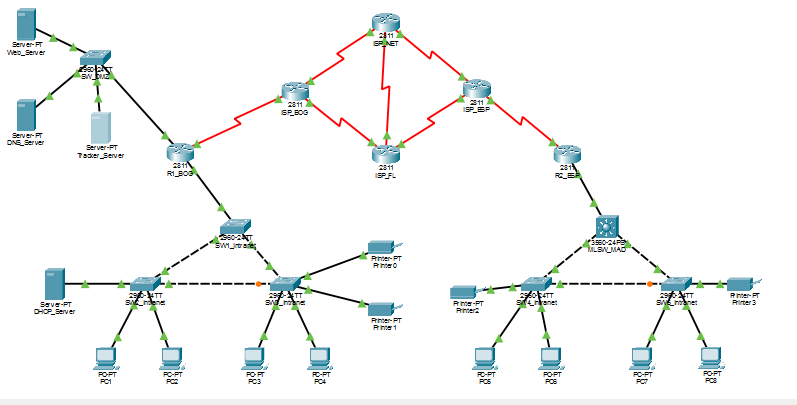 Server-PT
Web_Server
2960-24TT
SW_DMZ
Server-PT
DNS_Server
Server-PT
Tracker_Server
2811
ISP_NET
2811
ISP_BOG
2811
ISP_ESP
2811
R1_BOG
2811
ISP_FL
2811
R2_ESP
2960-24TT
SW1_Intranet
3560-24PS
MLSW_MAD
Printer-PT
Printer0
Server-PT
DHCP_Server
2960-24TT
SW2_Intranet
2960-24TT
SW3_Intranet
Printer-PT
Printer1
Printer-PT
Printer2
2960-24TT
SW4_Intranet
2960-24TT
Printer-PT
Printer3
PC-PT
PC1
PC-PT
PC2
PC-PT
PC3
PC-PT
PC4
PC-PT
PC5
PC-PT
PC6
PC-PT
PC7
PC-PT
PC8